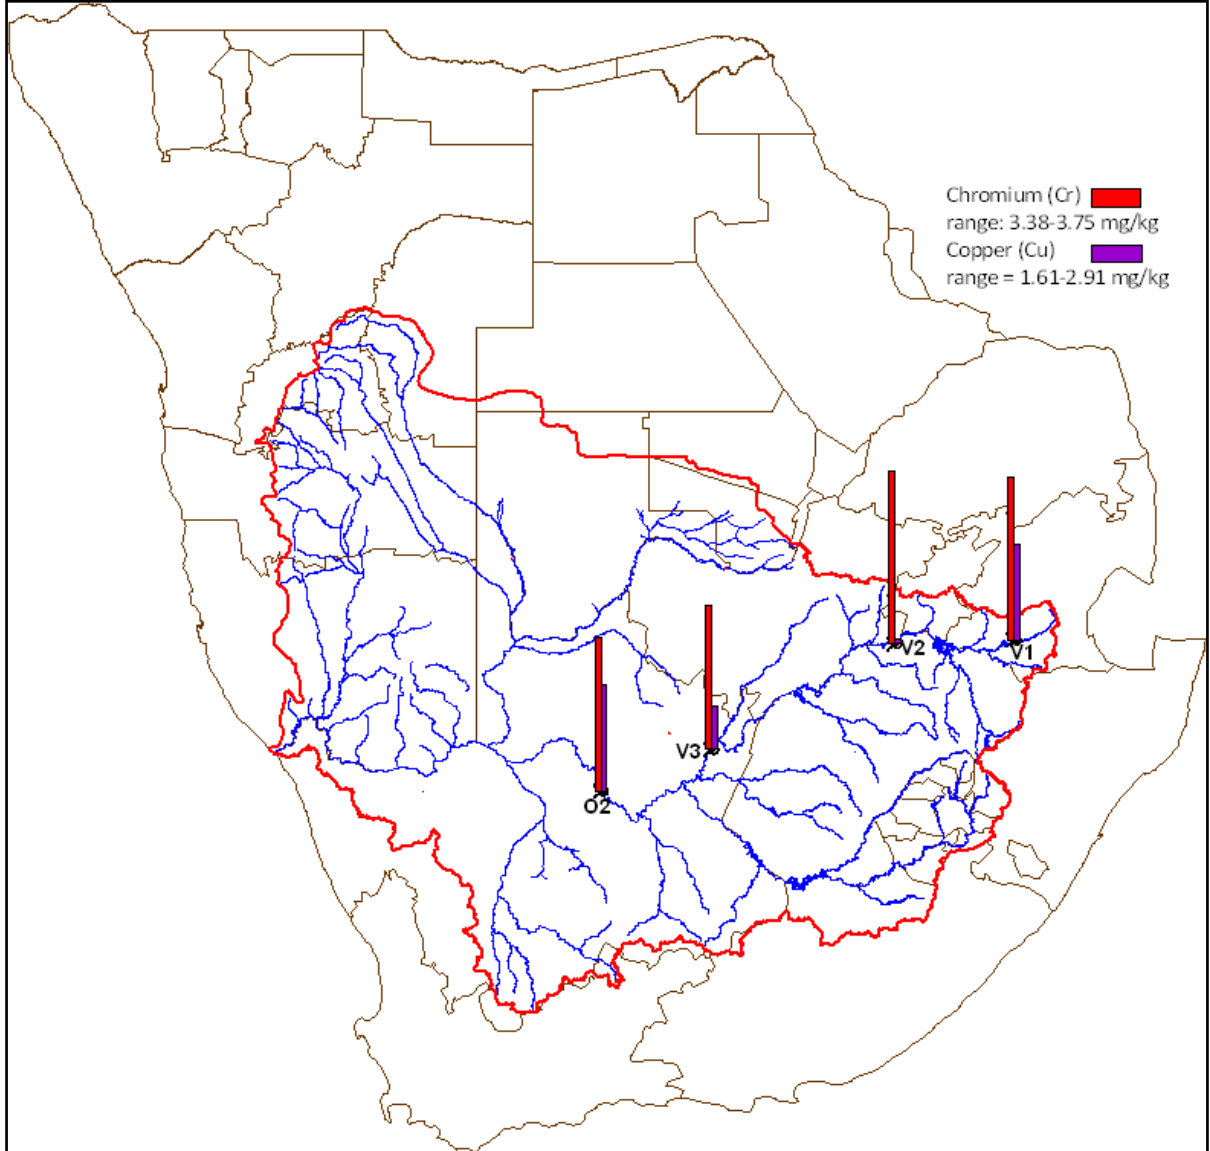 Chromium (Cr)
range: 3.38-3.75 mg/kg
Copper (Cu)
range = 1.61-2.91 mg/kg
V2
V1
V3
O2